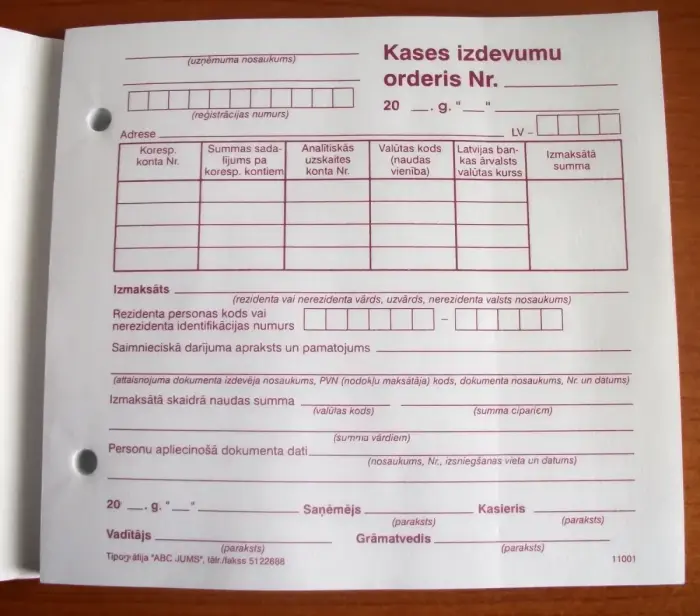 Kases izdevumu
orderis Nr.
(uzņēmuma nosaukums)
(reģistrācijas numurs)
20 __. g. "__"
Adrese
LV –
Koresp. konta Nr.
Summas sada- lījums pa koresp. kontiem
Analītiskās uzskaites konta Nr.
Valūtas kods (naudas vienība)
Latvijas ban- kas ārvalsts valūtas kurss
Izmaksātā summa
Izmaksāts
(rezidenta vai nerezidenta vārds, uzvārds, nerezidenta valsts nosaukums)
Rezidenta personas kods vai
nerezidenta identifikācijas numurs –
Saimnieciskā darījuma apraksts un pamatojums
(attaisnojuma dokumenta izdevēja nosaukums, PVN (nodokļu maksātāja) kods, dokumenta nosaukums, Nr. un datums)
Izmaksātā skaidrā naudas summa
(valūtas kods) (summa cipariem)
(summa vārdiem)
Personu apliecinošā dokumenta dati
(nosaukums, Nr., izsniegšanas vieta un datums)
20 __. g. "__" Saņēmējs Kasieris
(paraksts) (paraksts)
Vadītājs Grāmatvedis
(paraksts) (paraksts)
Tipogrāfija "ABC JUMS", tālr./fakss 5122688 11001